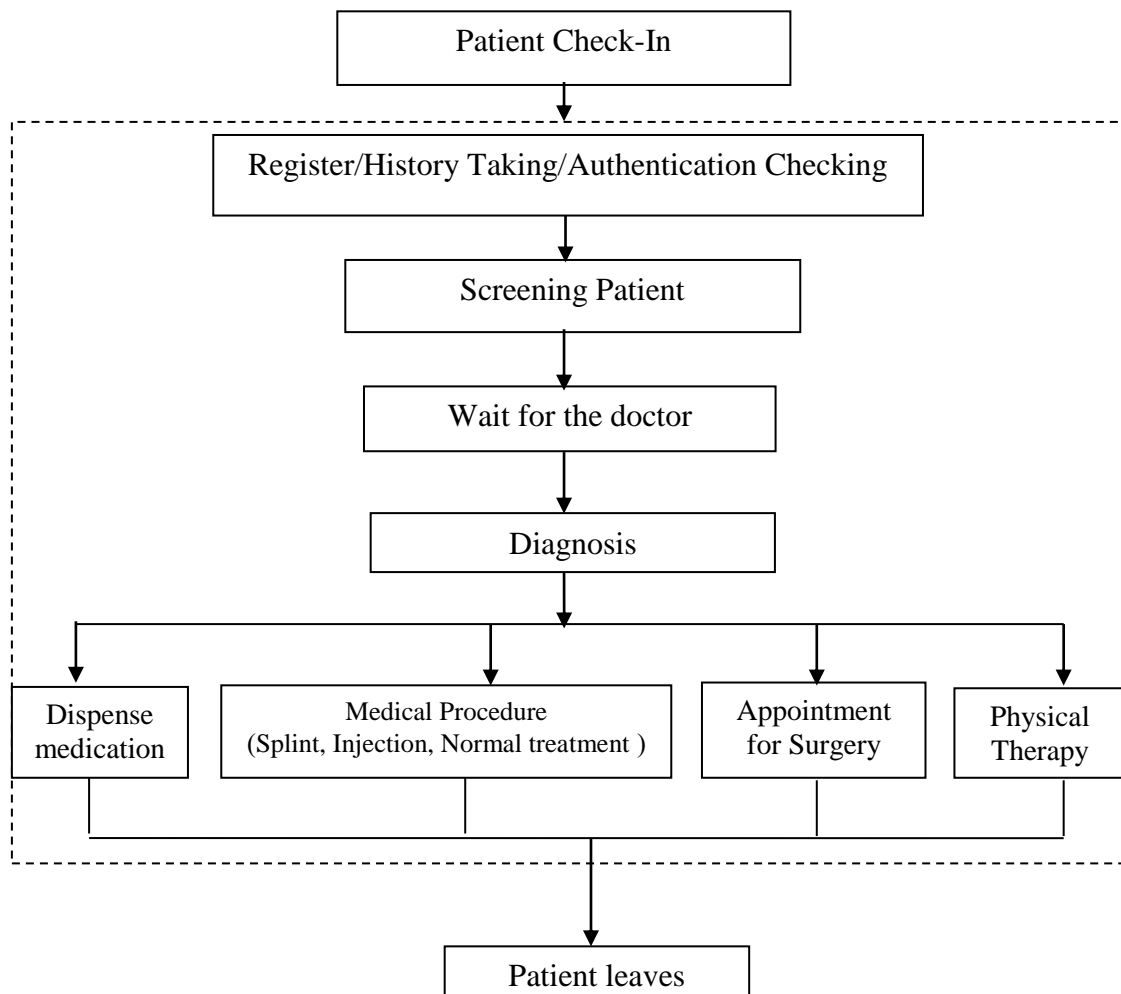 Patient Check-In
Register/History Taking/Authentication Checking
Screening Patient
Wait for the doctor
Diagnosis
Dispense
medication
Medical Procedure
(Splint, Injection, Normal treatment )
Appointment
for Surgery
Physical
Therapy
Patient leaves